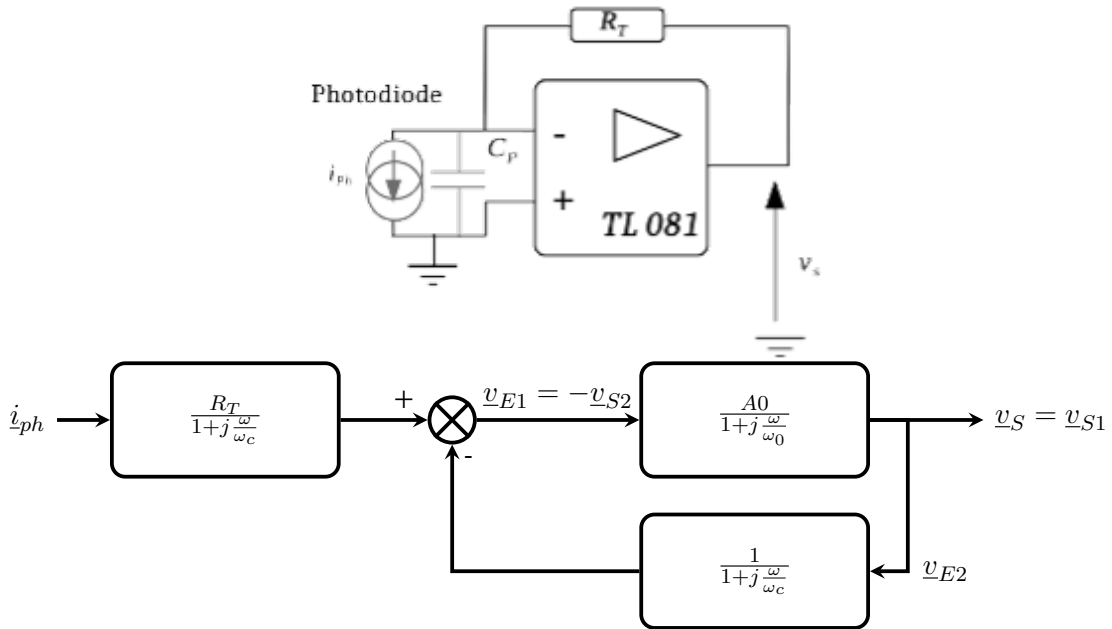 R_T
Photodiode
C_P
-
i_ph
+
TL 081
v_s
i_ph
R_T / 1+j ω/ω_c
+
v_E1 = −v_S2
A0 / 1+j ω/ω_0
v_S = v_S1
-
1 / 1+j ω/ω_c
v_E2